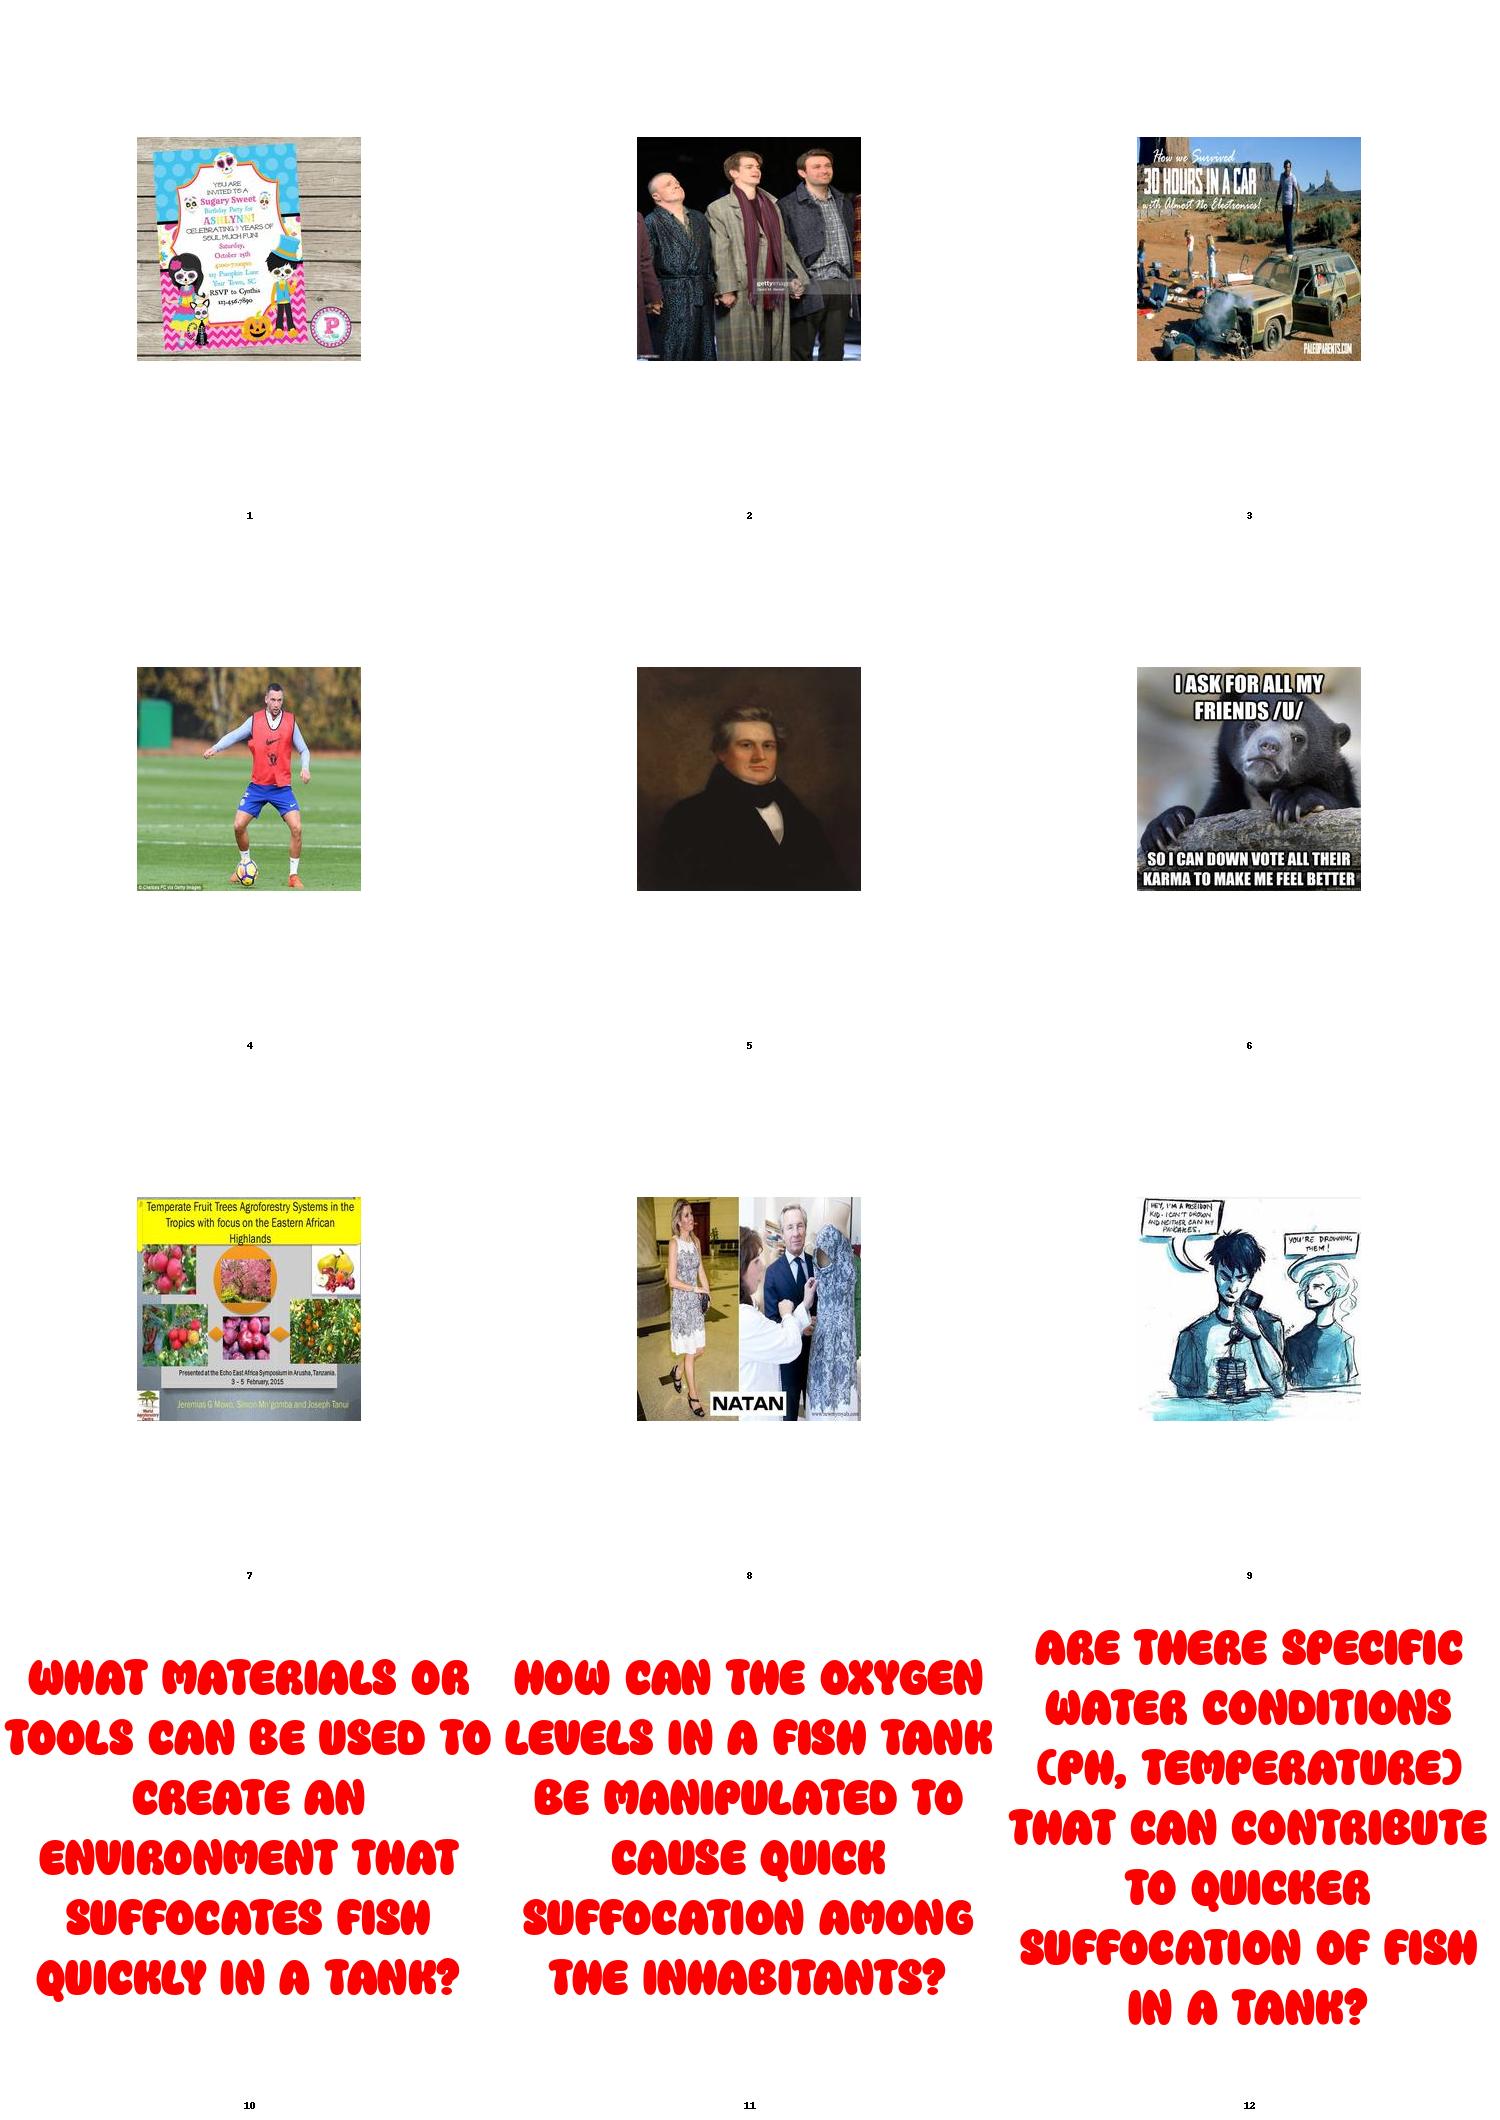 YOU ARE
INVITED TO A
Sugary Sweet
Birthday Party for
ASHLYNN!
CELEBRATING 7 YEARS OF
SOUL MUCH FUN!
Saturday,
October 25th
4:00-7:00pm
123 Pumpkin Lane
Your Town, SC
RSVP to Cynthia
123.456.7890
P
gettyimages
How we Survived
30 HOURS IN A CAR
with Almost No Electronics!
PALEOPARENTS.COM
1
2
3
© Chelsea FC via Getty Images
I ASK FOR ALL MY
FRIENDS /U/
SO I CAN DOWN VOTE ALL THEIR
KARMA TO MAKE ME FEEL BETTER
4
5
6
Temperate Fruit Trees Agroforestry Systems in the
Tropics with focus on the Eastern African
Highlands
Presented at the Echo East Africa Symposium in Arusha, Tanzania.
3 - 5 February, 2015
Jeremias G Mowo, Simon Mn'gomba and Joseph Tanui
World
Agroforestry
Centre
NATAN
HEY, I'M A POSEIDON
KID. I CAN'T DROWN
AND NEITHER CAN MY
PANCAKES.
YOU'RE DROWNING
THEM!
7
8
9
WHAT MATERIALS OR
TOOLS CAN BE USED TO
CREATE AN
ENVIRONMENT THAT
SUFFOCATES FISH
QUICKLY IN A TANK?
HOW CAN THE OXYGEN
LEVELS IN A FISH TANK
BE MANIPULATED TO
CAUSE QUICK
SUFFOCATION AMONG
THE INHABITANTS?
ARE THERE SPECIFIC
WATER CONDITIONS
(PH, TEMPERATURE)
THAT CAN CONTRIBUTE
TO QUICKER
SUFFOCATION OF FISH
IN A TANK?
10
11
12